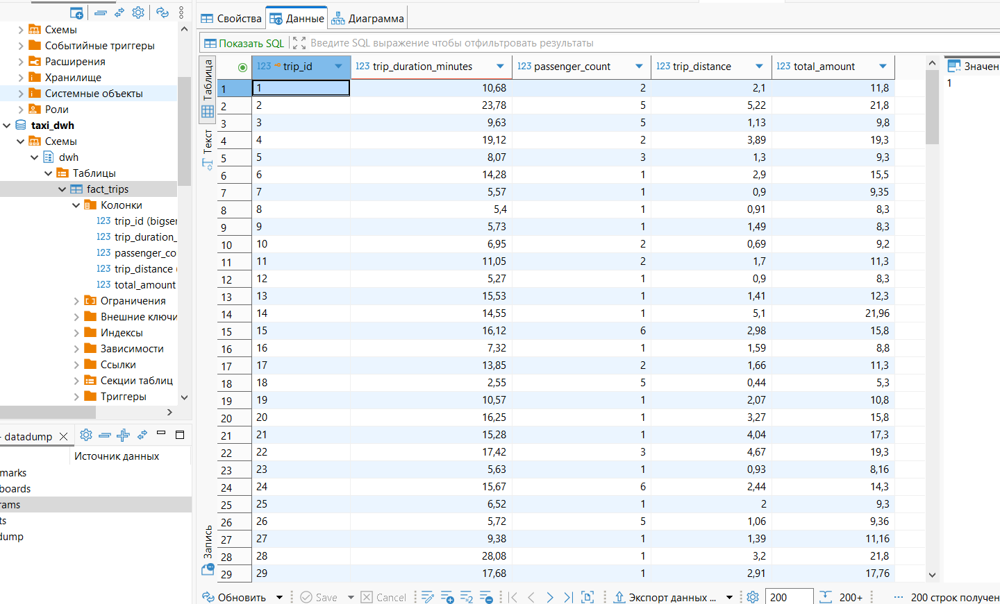 Схемы
Событийные триггеры
Расширения
Хранилище
Системные объекты
Роли
taxi_dwh
Схемы
dwh
Таблицы
fact_trips
Колонки
123 trip_id (bigser
123 trip_duration_
123 passenger_co
123 trip_distance (
123 total_amount
Ограничения
Внешние ключи
Индексы
Зависимости
Ссылки
Секции таблиц
Триггеры
- datadump
Источник данных
marks
boards
rams
ts
dump
Свойства Данные Диаграмма
Показать SQL Введите SQL выражение чтобы отфильтровать результаты
Таблица
Текст
Запись
123 trip_id 123 trip_duration_minutes 123 passenger_count 123 trip_distance 123 total_amount
1 1 10,68 2 2,1 11,8
2 2 23,78 5 5,22 21,8
3 3 9,63 5 1,13 9,8
4 4 19,12 2 3,89 19,3
5 5 8,07 3 1,3 9,3
6 6 14,28 1 2,9 15,5
7 7 5,57 1 0,9 9,35
8 8 5,4 1 0,91 8,3
9 9 5,73 1 1,49 8,3
10 10 6,95 2 0,69 9,2
11 11 11,05 2 1,7 11,3
12 12 5,27 1 0,9 8,3
13 13 15,53 1 1,41 12,3
14 14 14,55 1 5,1 21,96
15 15 16,12 6 2,98 15,8
16 16 7,32 1 1,59 8,8
17 17 13,85 2 1,66 11,3
18 18 2,55 5 0,44 5,3
19 19 10,57 1 2,07 10,8
20 20 16,25 1 3,27 15,8
21 21 15,28 1 4,04 17,3
22 22 17,42 3 4,67 19,3
23 23 5,63 1 0,93 8,16
24 24 15,67 6 2,44 14,3
25 25 6,52 1 2 9,3
26 26 5,72 5 1,06 9,36
27 27 9,38 1 1,39 11,16
28 28 28,08 1 3,2 21,8
29 29 17,68 1 2,91 17,76
Значен
1
Обновить Save Cancel Экспорт данных ... 200 200+ ... 200 строк получен